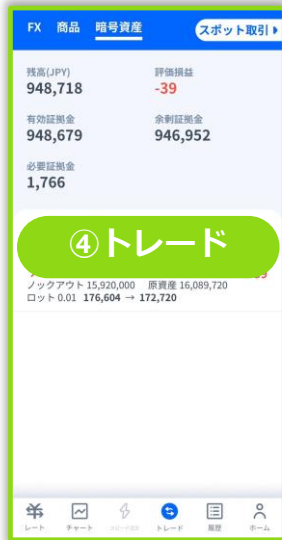 FX 商品 暗号資産 スポット取引
残高(JPY) 評価損益
948,718 -39
有効証拠金 余剰証拠金
948,679 946,952
必要証拠金
1,766
④トレード
ノックアウト 15,920,000 原資産 16,089,720
ロット 0.01 176,604 → 172,720
レート チャート トレード 履歴 ホーム